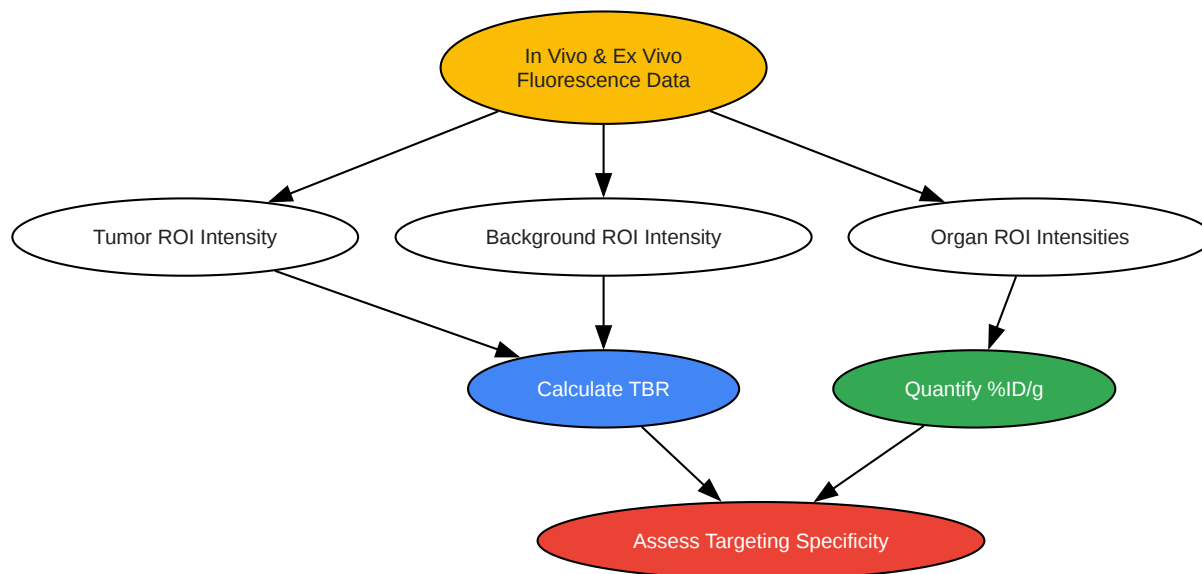 In Vivo & Ex Vivo
Fluorescence Data
Tumor ROI Intensity
Background ROI Intensity
Organ ROI Intensities
Calculate TBR
Quantify %ID/g
Assess Targeting Specificity